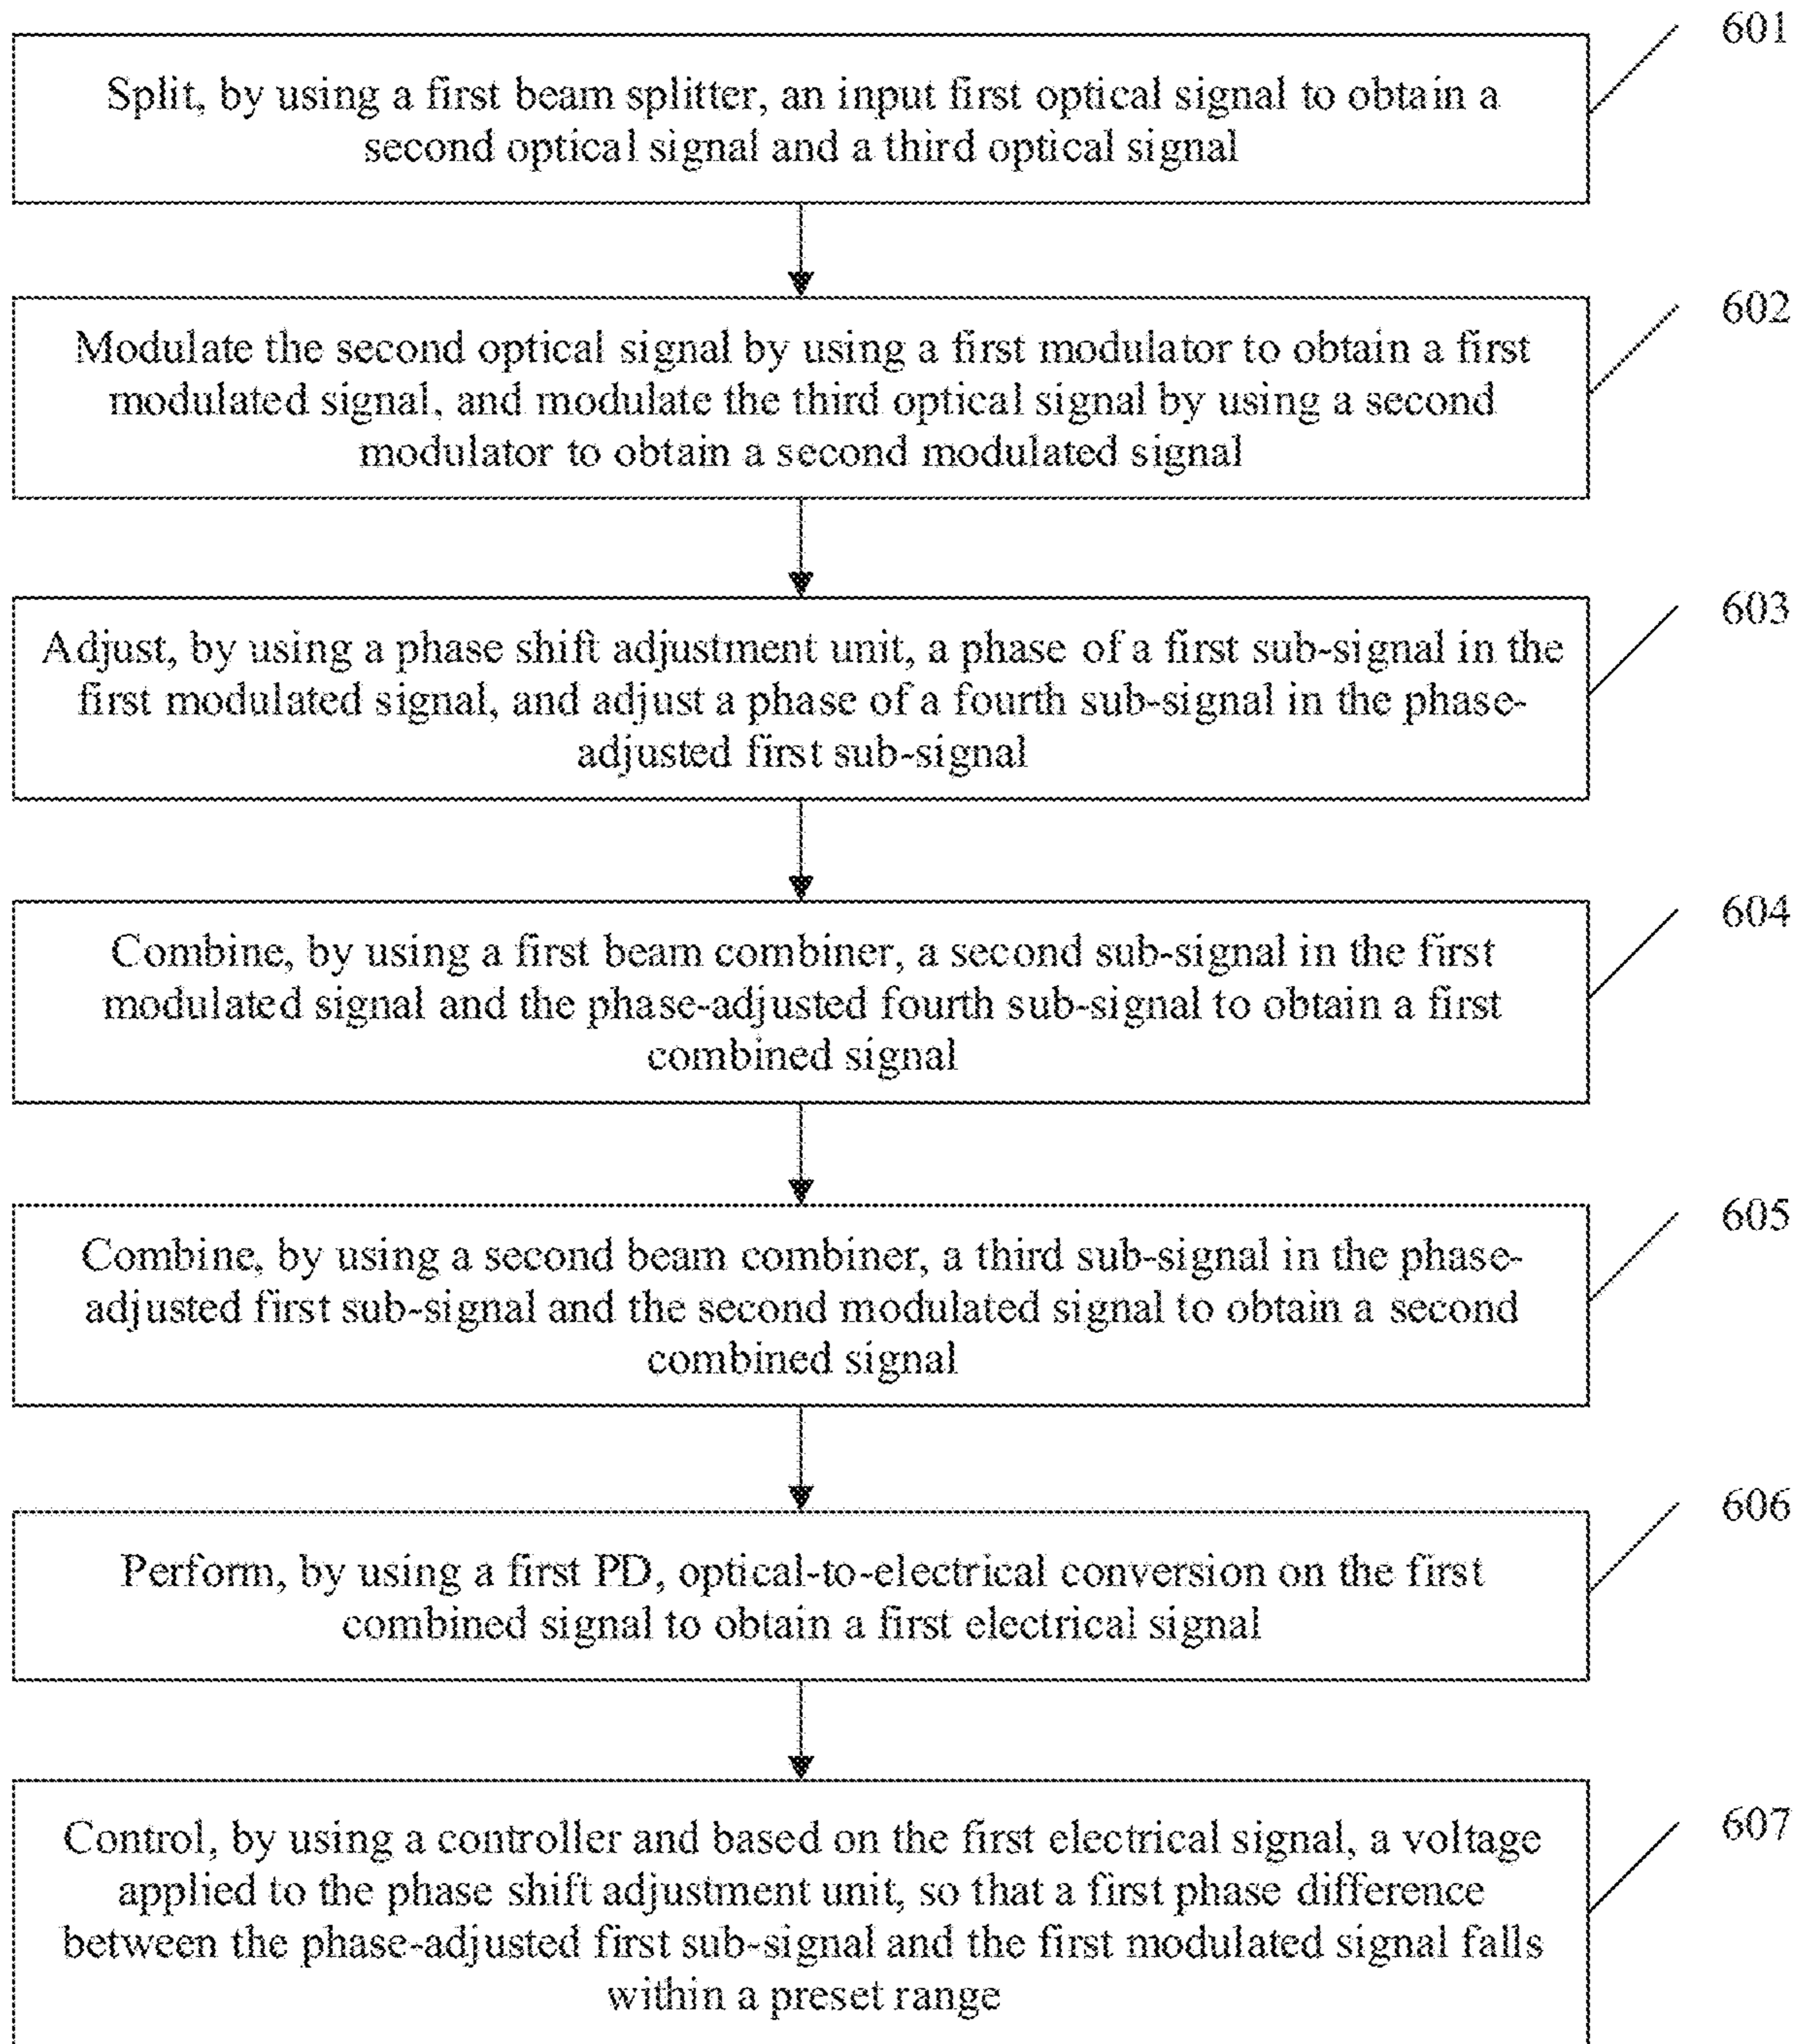 601
Split, by using a first beam splitter, an input first optical signal to obtain a
second optical signal and a third optical signal
602
Modulate the second optical signal by using a first modulator to obtain a first
modulated signal, and modulate the third optical signal by using a second
modulator to obtain a second modulated signal
603
Adjust, by using a phase shift adjustment unit, a phase of a first sub-signal in the
first modulated signal, and adjust a phase of a fourth sub-signal in the phase-
adjusted first sub-signal
604
Combine, by using a first beam combiner, a second sub-signal in the first
modulated signal and the phase-adjusted fourth sub-signal to obtain a first
combined signal
605
Combine, by using a second beam combiner, a third sub-signal in the phase-
adjusted first sub-signal and the second modulated signal to obtain a second
combined signal
606
Perform, by using a first PD, optical-to-electrical conversion on the first
combined signal to obtain a first electrical signal
607
Control, by using a controller and based on the first electrical signal, a voltage
applied to the phase shift adjustment unit, so that a first phase difference
between the phase-adjusted first sub-signal and the first modulated signal falls
within a preset range